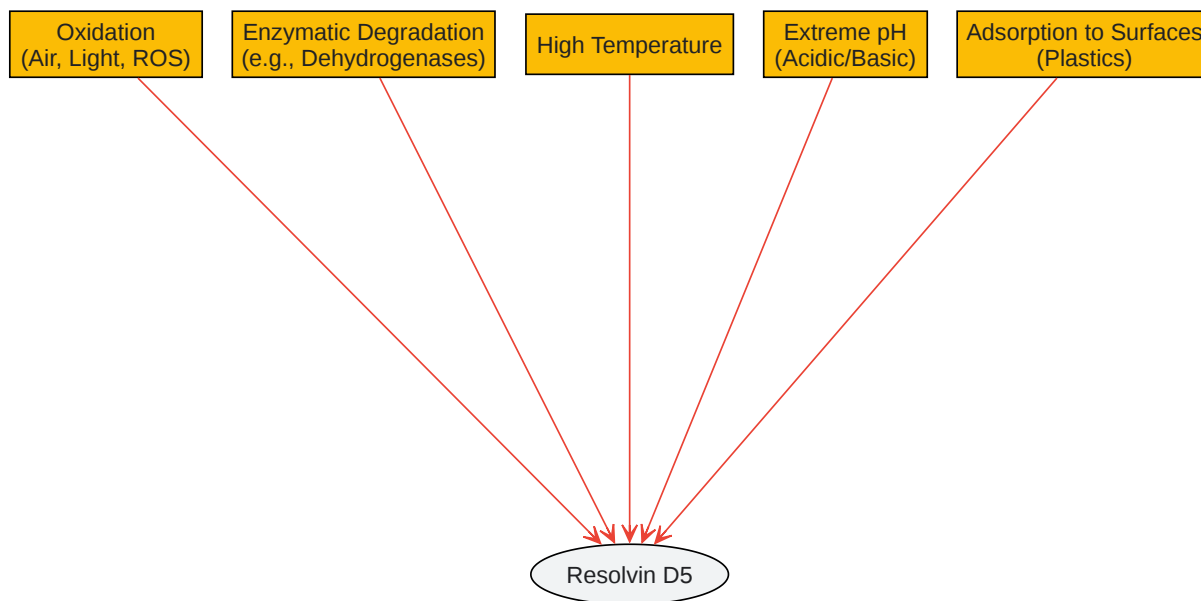 Oxidation
(Air, Light, ROS)
Enzymatic Degradation
(e.g., Dehydrogenases)
High Temperature
Extreme pH
(Acidic/Basic)
Adsorption to Surfaces
(Plastics)
Resolvin D5